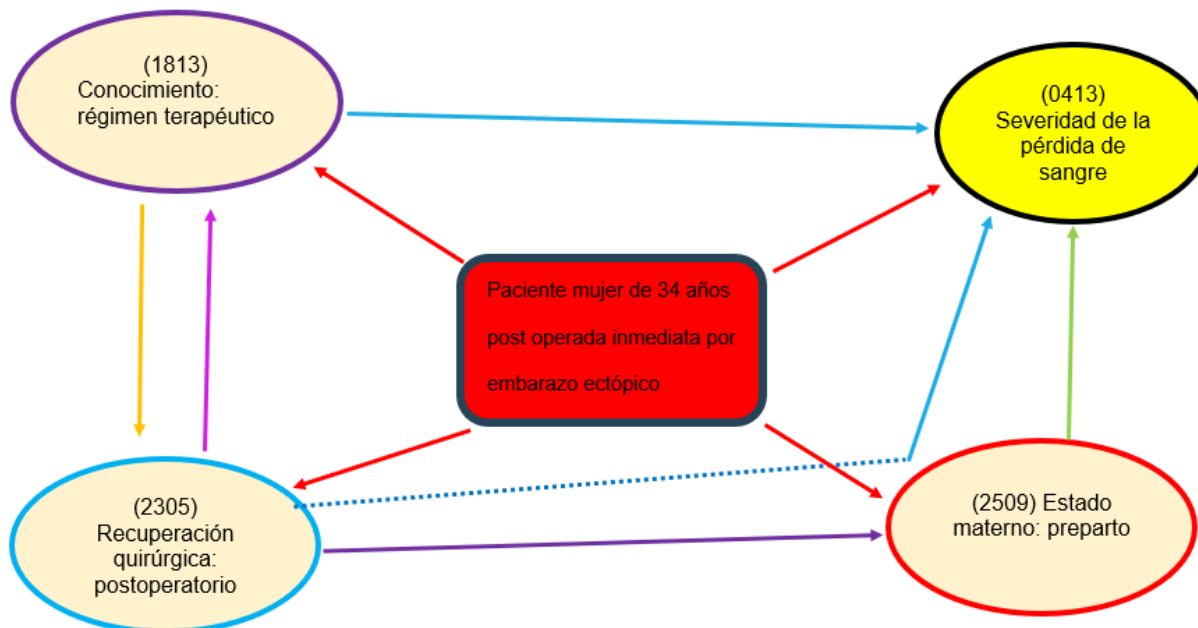 (1813)
Conocimiento:
régimen terapéutico
(0413)
Severidad de la
pérdida de
sangre
Paciente mujer de 34 años
post operada inmediata por
embarazo ectópico
(2305)
Recuperación
quirúrgica:
postoperatorio
(2509) Estado
materno: preparto